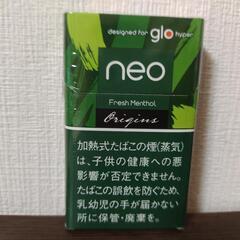 designed for glo hyper
neo
Fresh Menthol
Origins
加熱式たばこの煙(蒸気)
は、子供の健康への悪
影響が否定できません。
たばこの誤飲を防ぐため、
乳幼児の手が届かない
所に保管・廃棄を。